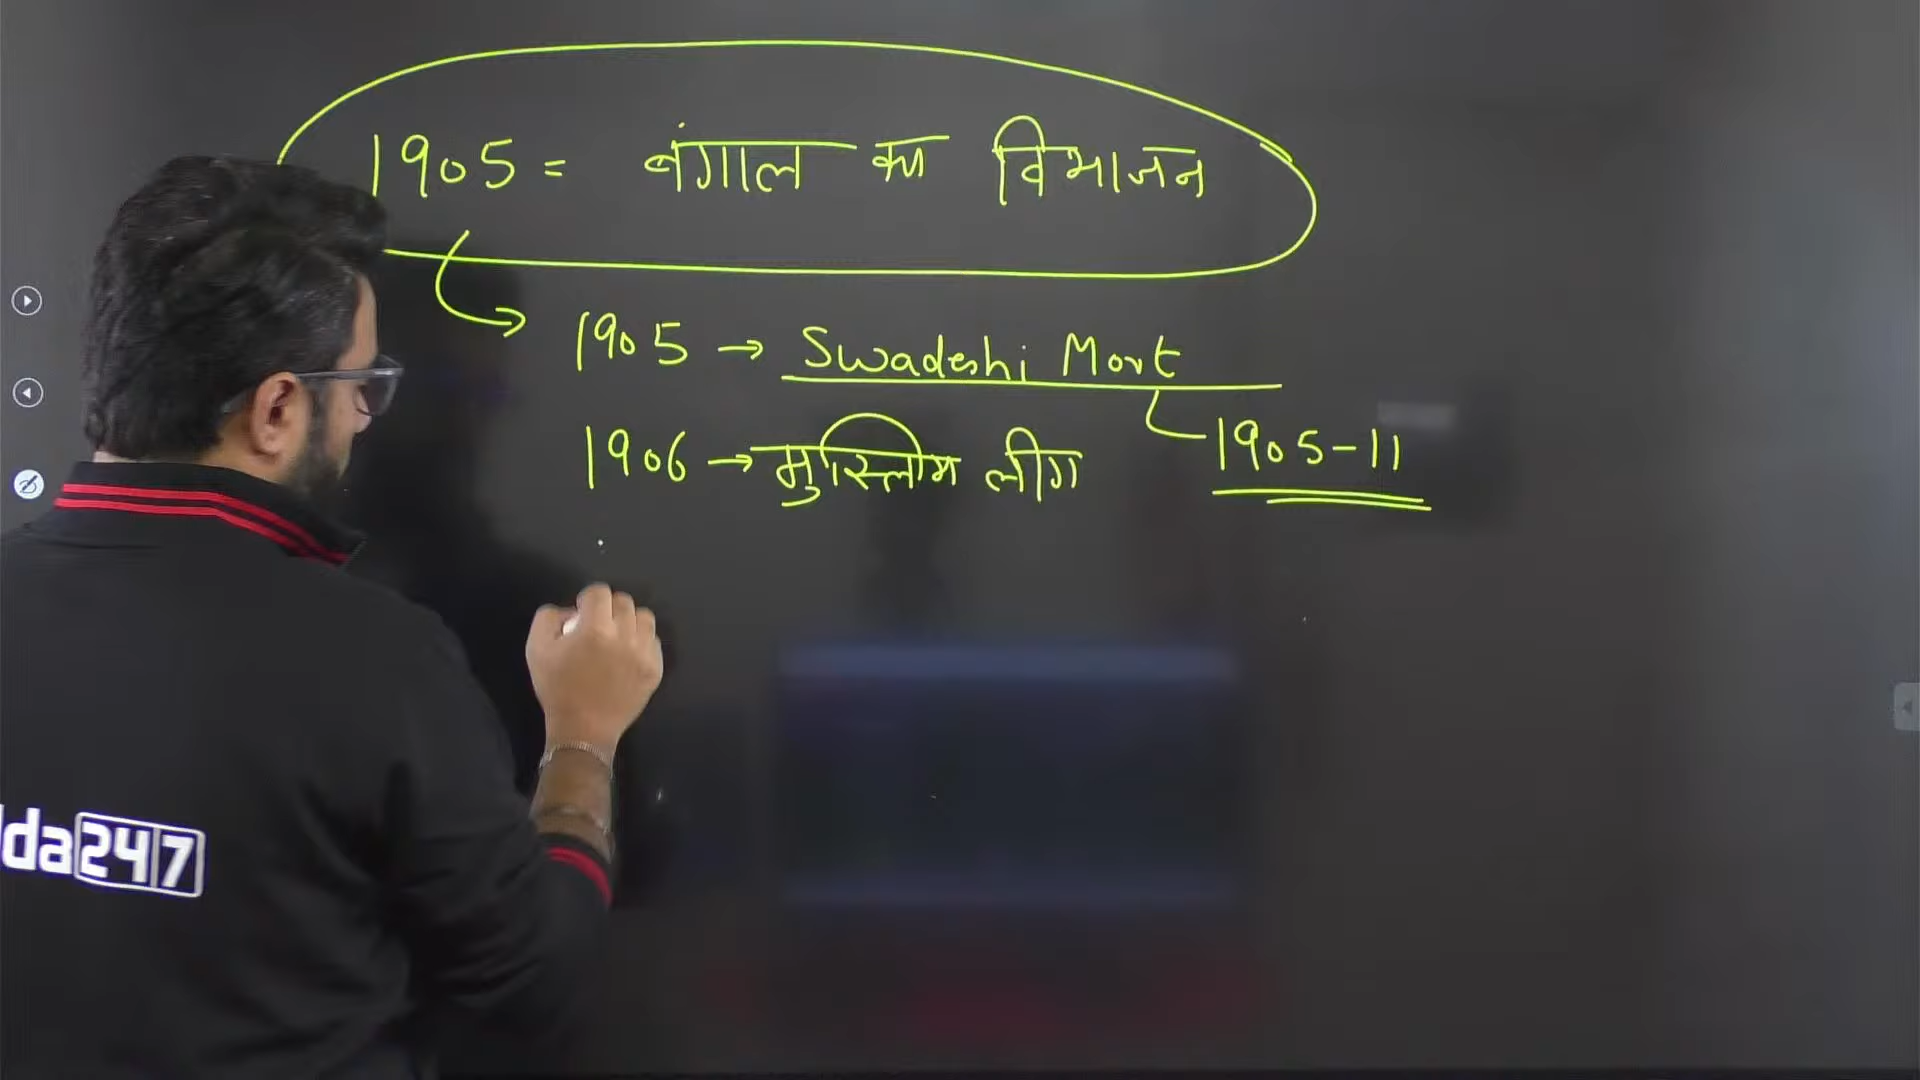 1905 = बंगाल का विभाजन
1905 → Swadeshi Movt
1905-11
1906 → मुस्लिम लीग
da247